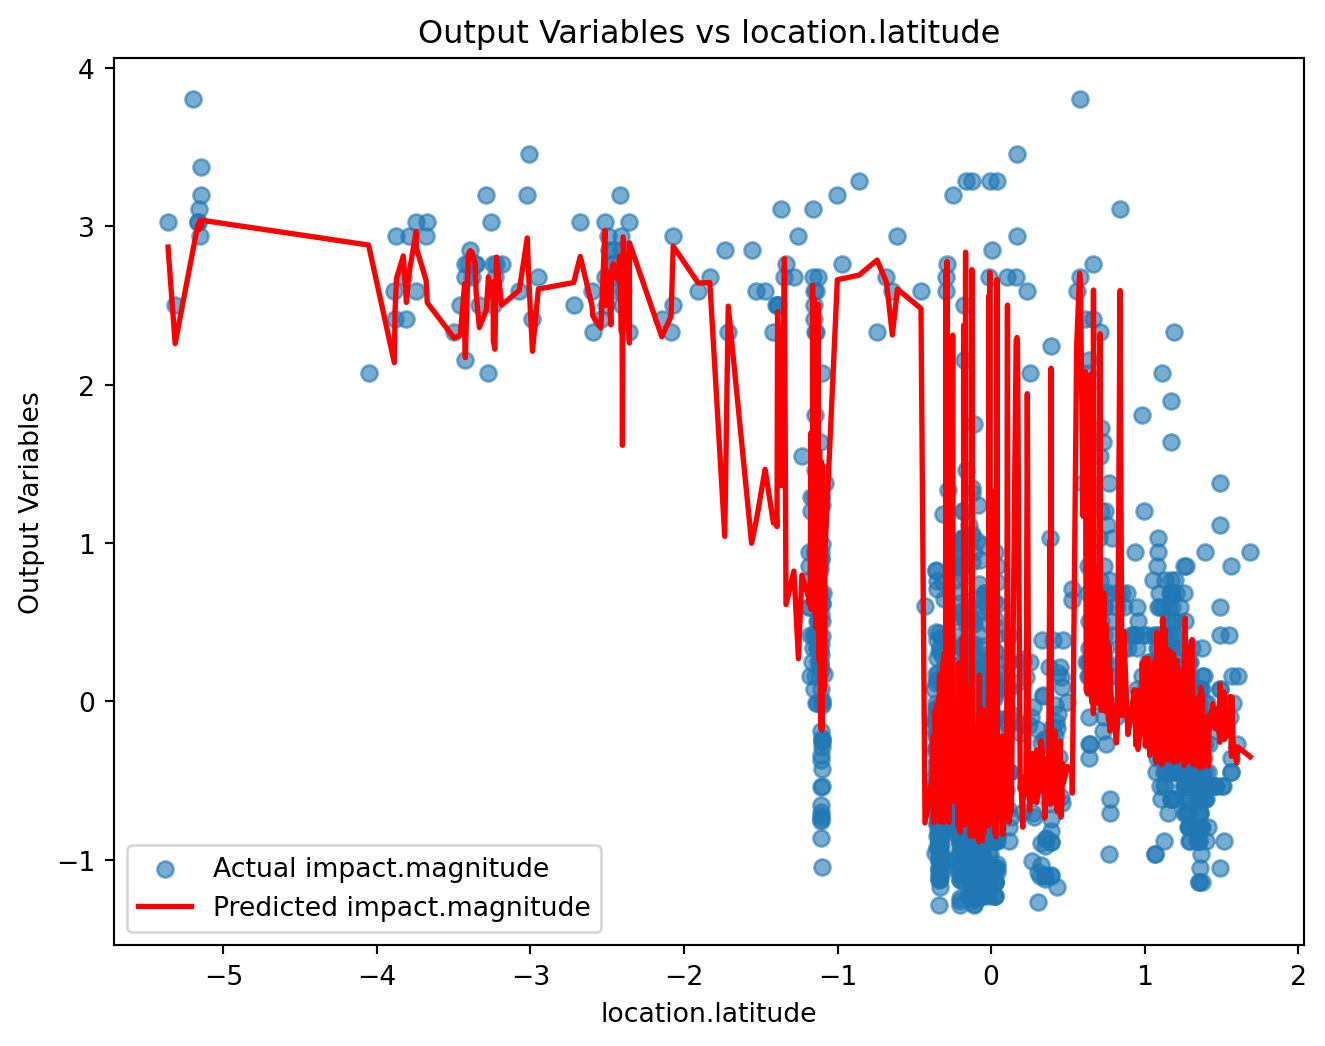 Output Variables vs location.latitude
4
3
2
1
0
−1
Output Variables
Actual impact.magnitude
Predicted impact.magnitude
−5
−4
−3
−2
−1
0
1
2
location.latitude